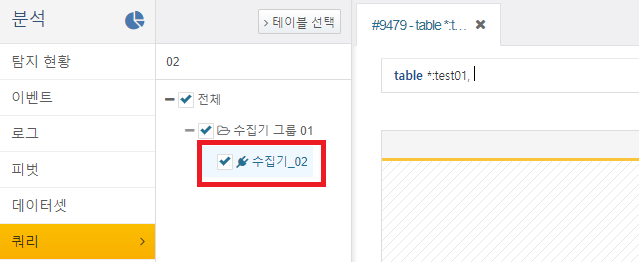 분석
탐지 현황
이벤트
로그
피벗
데이터셋
쿼리
테이블 선택
02
전체
수집기 그룹 01
수집기_02
#9479 - table *:t...
table *:test01,